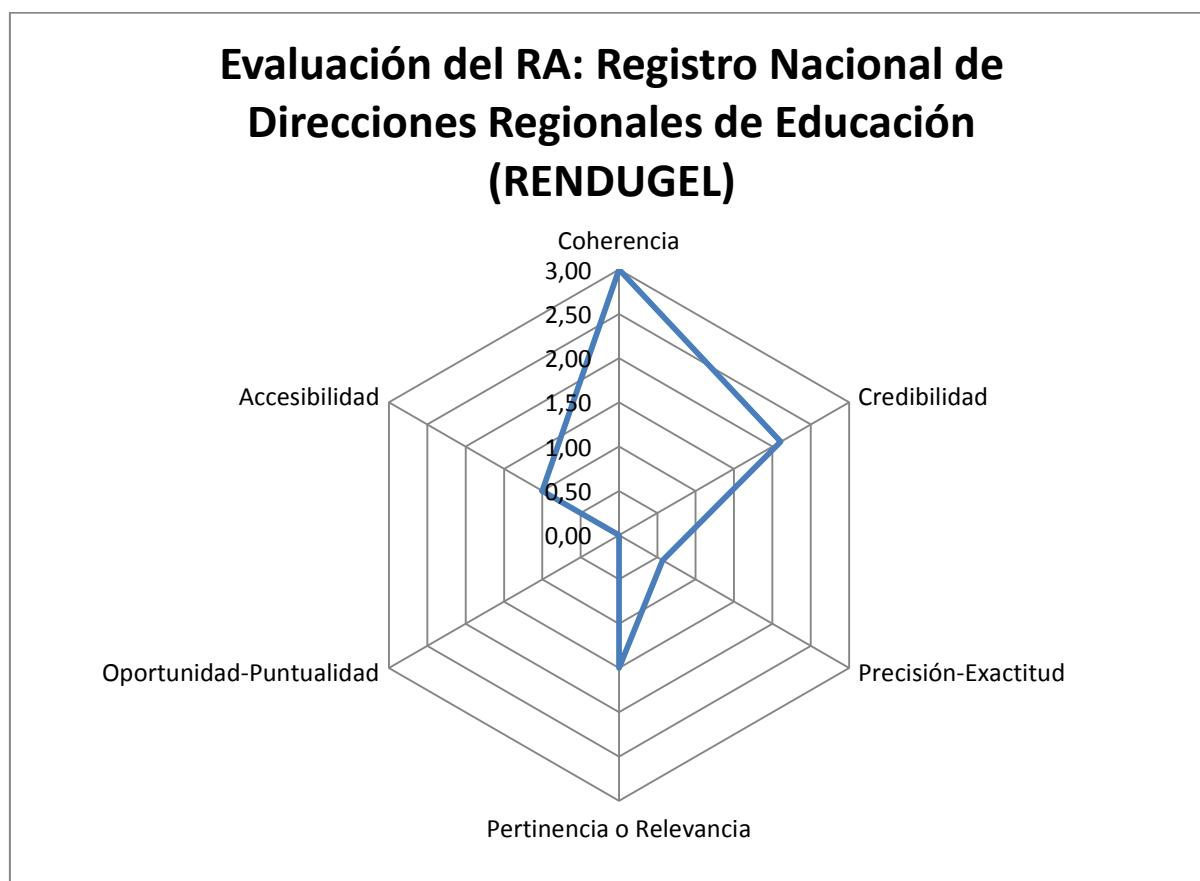 Evaluación del RA: Registro Nacional de
Direcciones Regionales de Educación
(RENDUGEL)
Coherencia
3,00
2,50
2,00
1,50
1,00
0,50
0,00
Accesibilidad
Credibilidad
Oportunidad-Puntualidad
Precisión-Exactitud
Pertinencia o Relevancia